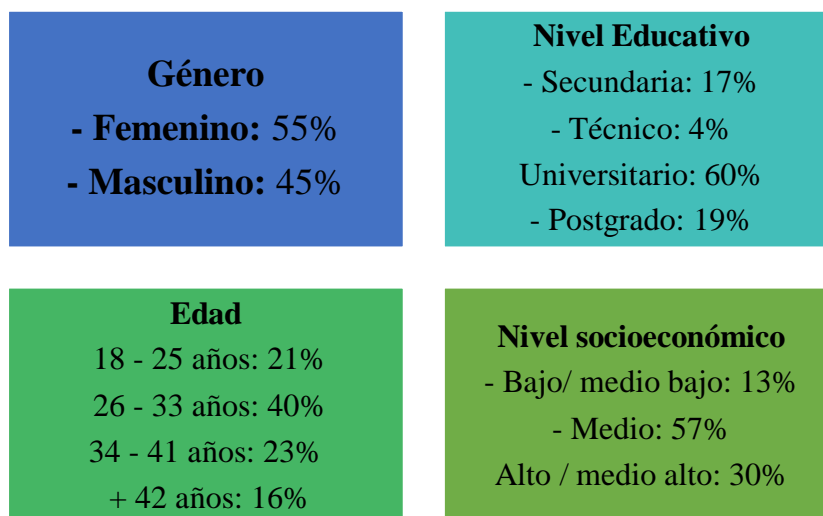 Género
- Femenino: 55%
- Masculino: 45%
Nivel Educativo
- Secundaria: 17%
- Técnico: 4%
Universitario: 60%
- Postgrado: 19%
Edad
18 - 25 años: 21%
26 - 33 años: 40%
34 - 41 años: 23%
+ 42 años: 16%
Nivel socioeconómico
- Bajo/ medio bajo: 13%
- Medio: 57%
Alto / medio alto: 30%